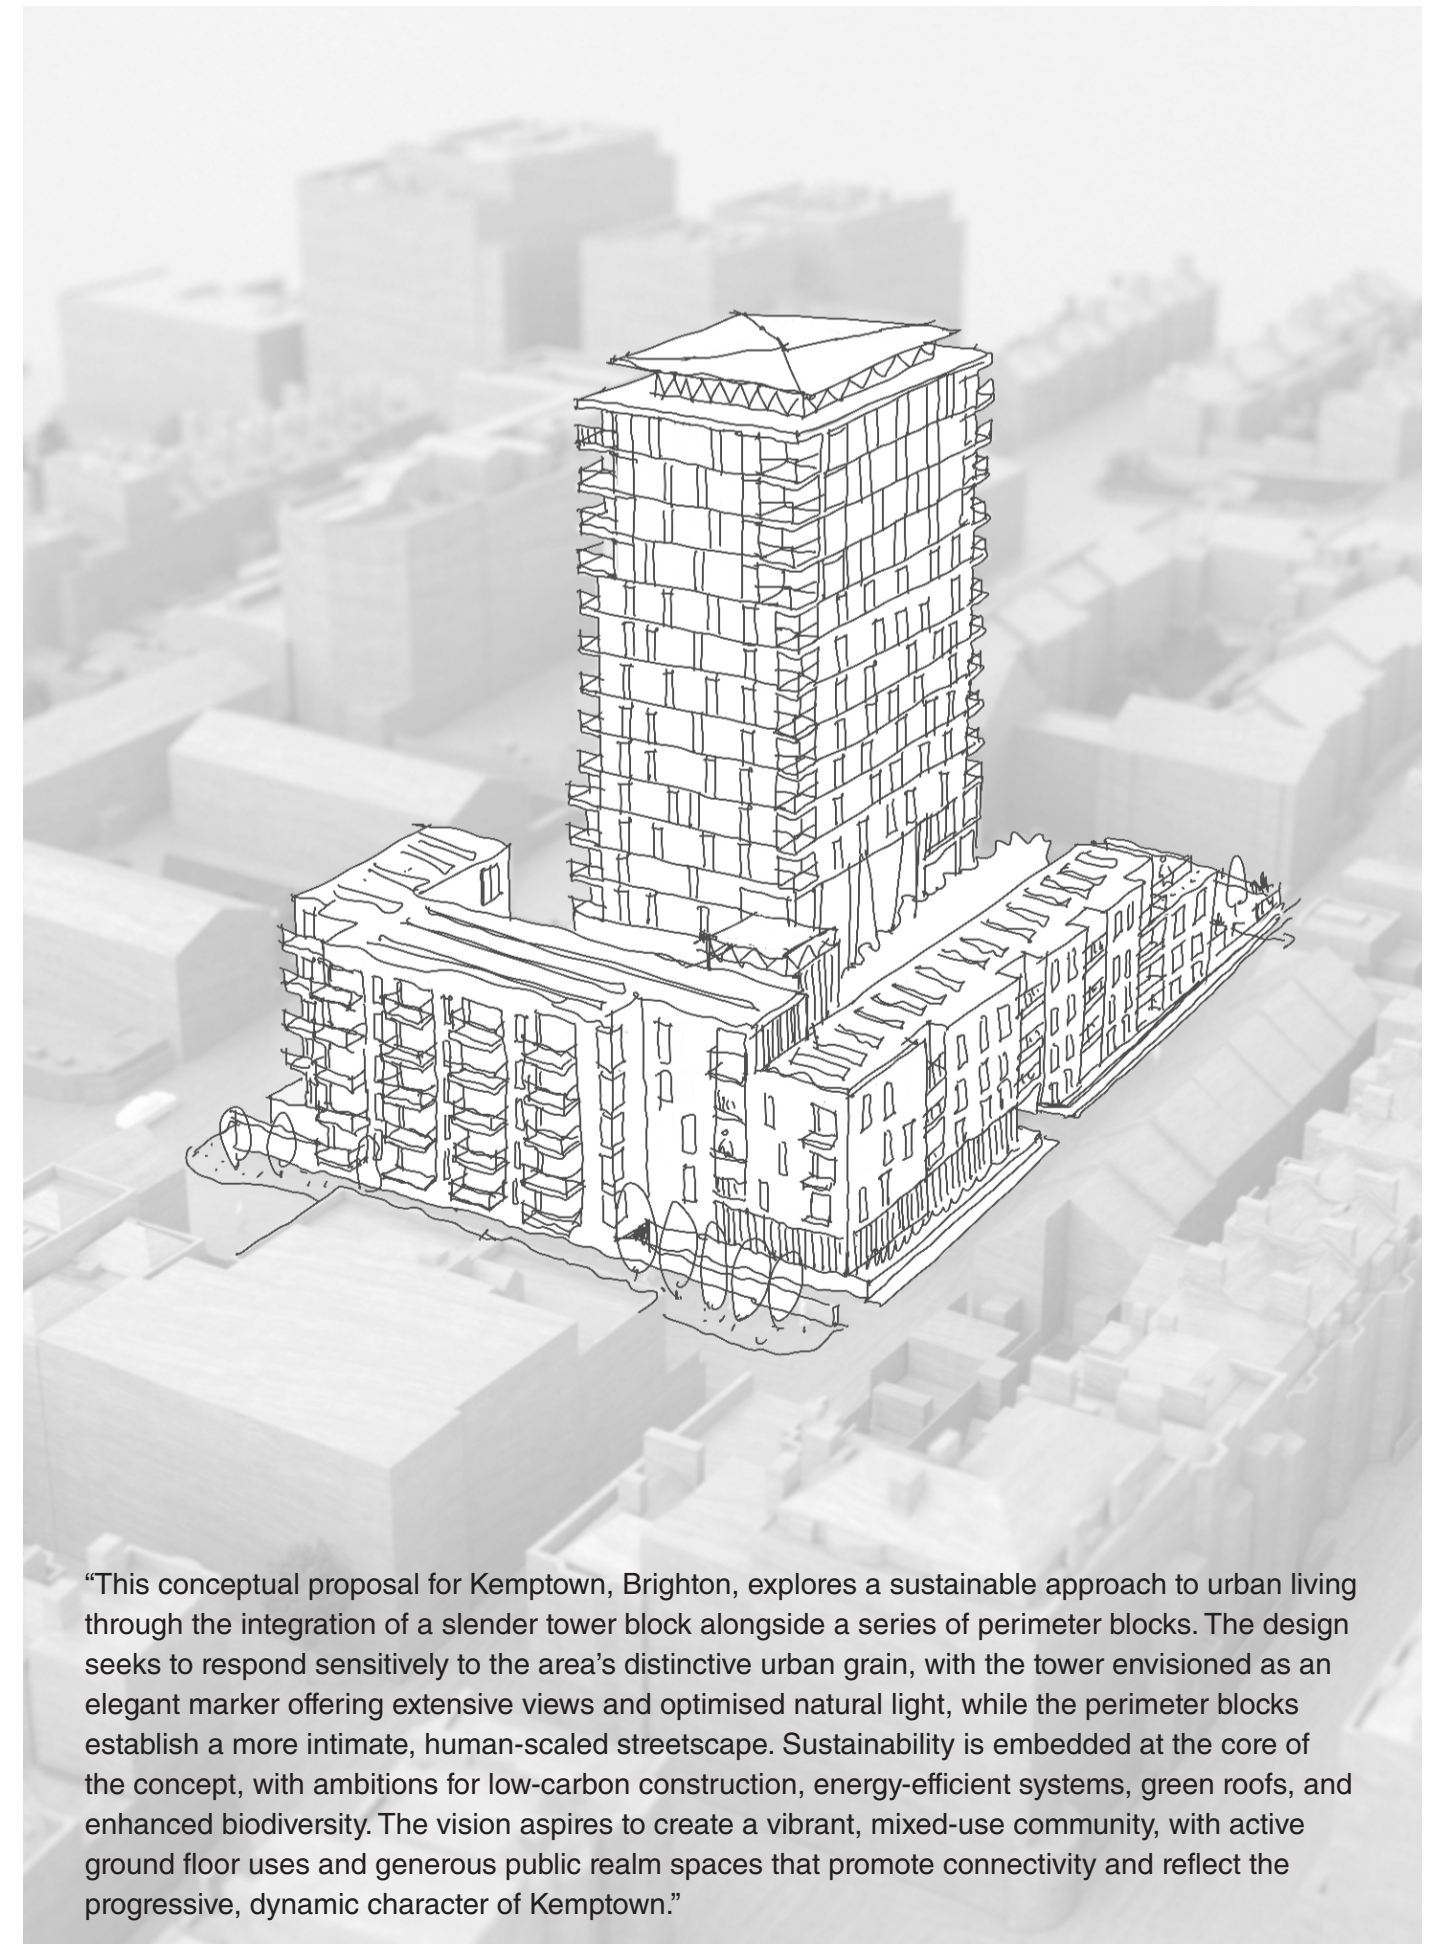 “This conceptual proposal for Kemptown, Brighton, explores a sustainable approach to urban living
through the integration of a slender tower block alongside a series of perimeter blocks. The design
seeks to respond sensitively to the area’s distinctive urban grain, with the tower envisioned as an
elegant marker offering extensive views and optimised natural light, while the perimeter blocks
establish a more intimate, human-scaled streetscape. Sustainability is embedded at the core of
the concept, with ambitions for low-carbon construction, energy-efficient systems, green roofs, and
enhanced biodiversity. The vision aspires to create a vibrant, mixed-use community, with active
ground floor uses and generous public realm spaces that promote connectivity and reflect the
progressive, dynamic character of Kemptown.”